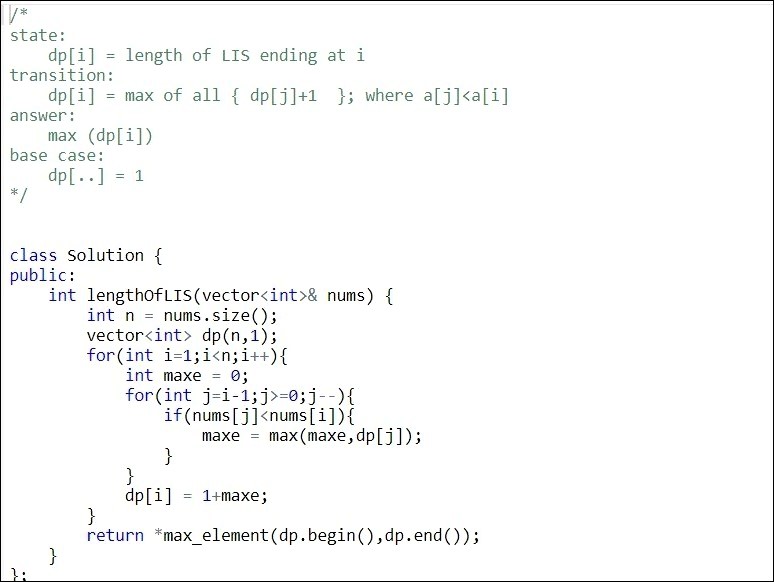 /*
state:
    dp[i] = length of LIS ending at i
transition:
    dp[i] = max of all { dp[j]+1  }; where a[j]<a[i]
answer:
    max (dp[i])
base case:
    dp[..] = 1
*/
class Solution {
public:
    int lengthOfLIS(vector<int>& nums) {
        int n = nums.size();
        vector<int> dp(n,1);
        for(int i=1;i<n;i++){
            int maxe = 0;
            for(int j=i-1;j>=0;j--){
                if(nums[j]<nums[i]){
                    maxe = max(maxe,dp[j]);
                }
            }
            dp[i] = 1+maxe;
        }
        return *max_element(dp.begin(),dp.end());
    }
};